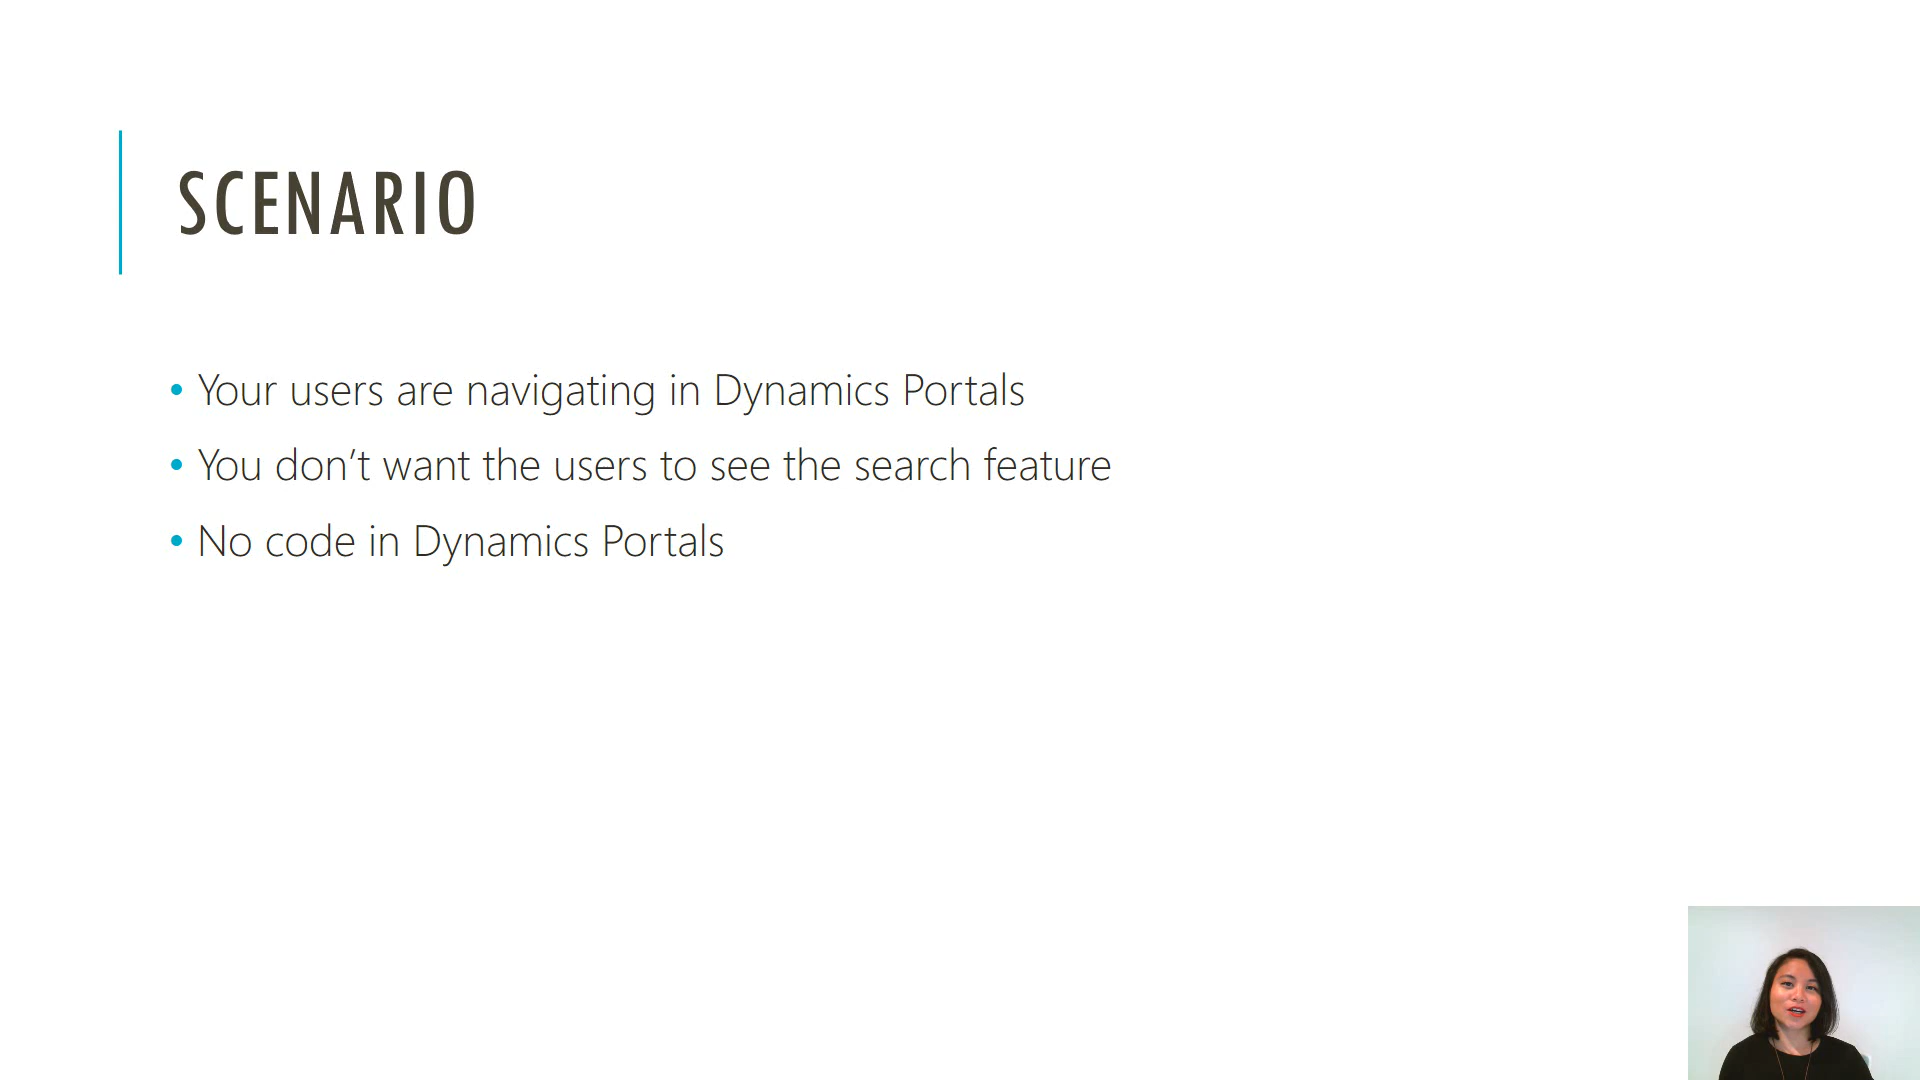 SCENARIO
• Your users are navigating in Dynamics Portals
• You don’t want the users to see the search feature
• No code in Dynamics Portals